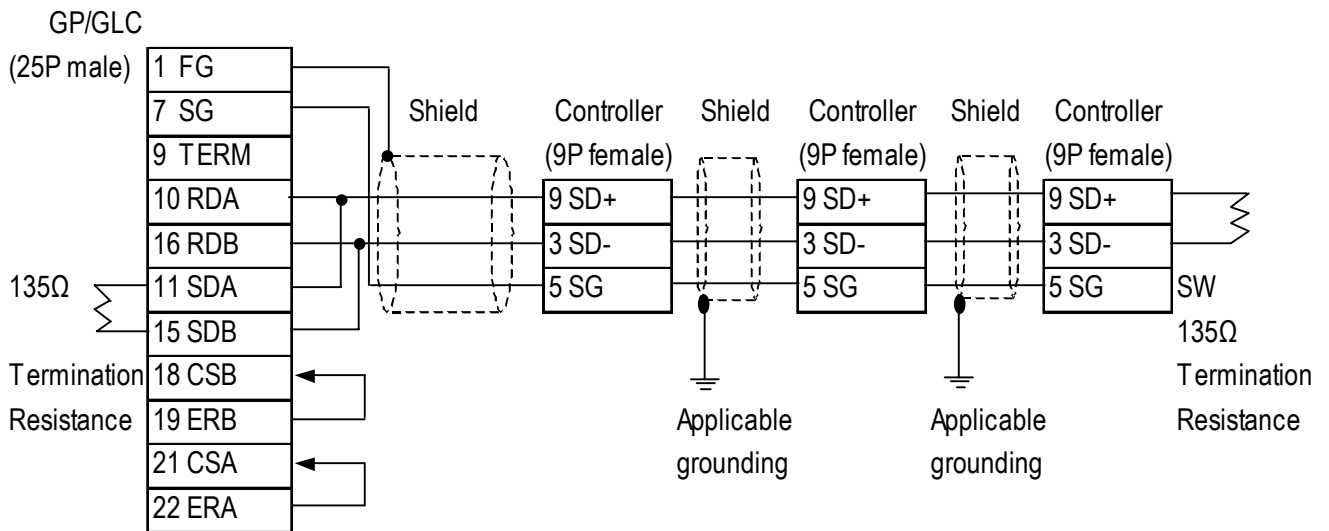 GP/GLC
(25P male)
1 FG
7 SG
9 TERM
10 RDA
16 RDB
11 SDA
15 SDB
18 CSB
19 ERB
21 CSA
22 ERA
135Ω
Termination
Resistance
Shield
Controller
(9P female)
9 SD+
3 SD-
5 SG
Shield
Applicable
grounding
Controller
(9P female)
9 SD+
3 SD-
5 SG
Shield
Applicable
grounding
Controller
(9P female)
9 SD+
3 SD-
5 SG
SW
135Ω
Termination
Resistance